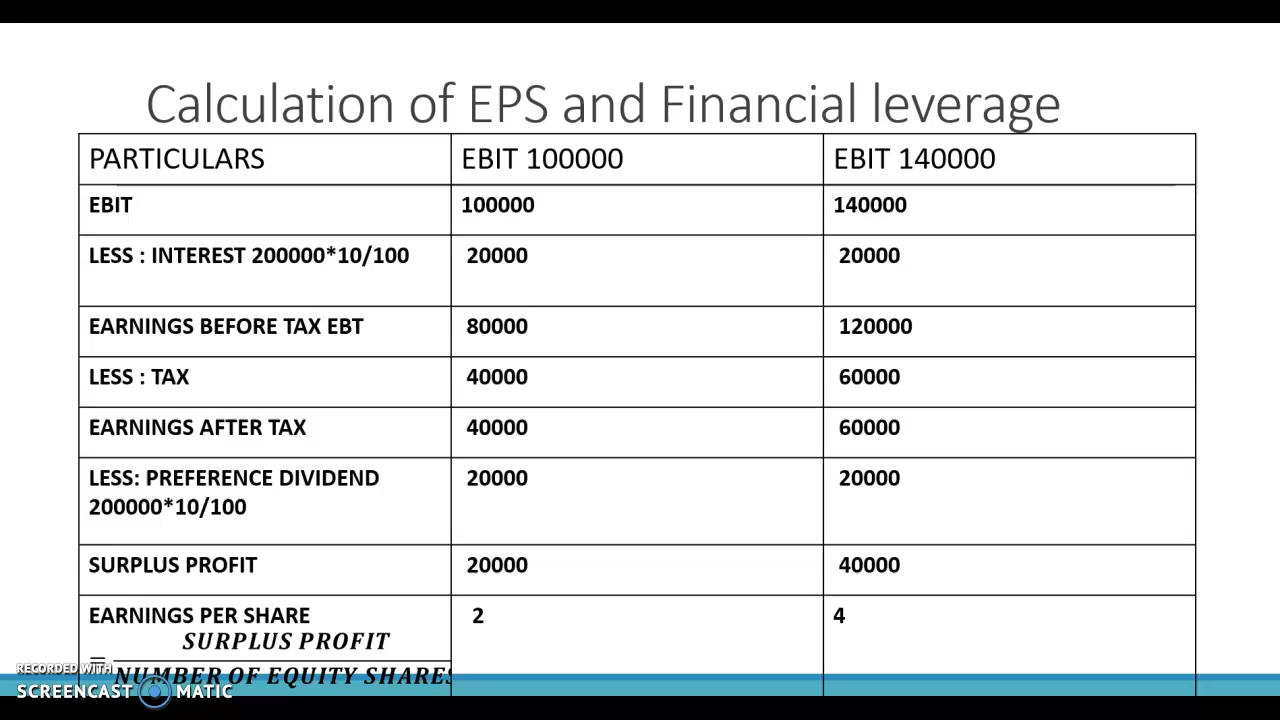 Calculation of EPS and Financial leverage
PARTICULARS EBIT 100000 EBIT 140000
EBIT 100000 140000
LESS : INTEREST 200000*10/100 20000 20000
EARNINGS BEFORE TAX EBT 80000 120000
LESS : TAX 40000 60000
EARNINGS AFTER TAX 40000 60000
LESS: PREFERENCE DIVIDEND 20000 20000
200000*10/100
SURPLUS PROFIT 20000 40000
EARNINGS PER SHARE 2 4
SURPLUS PROFIT
=
NUMBER OF EQUITY SHARES
RECORDED WITH
SCREENCAST MATIC